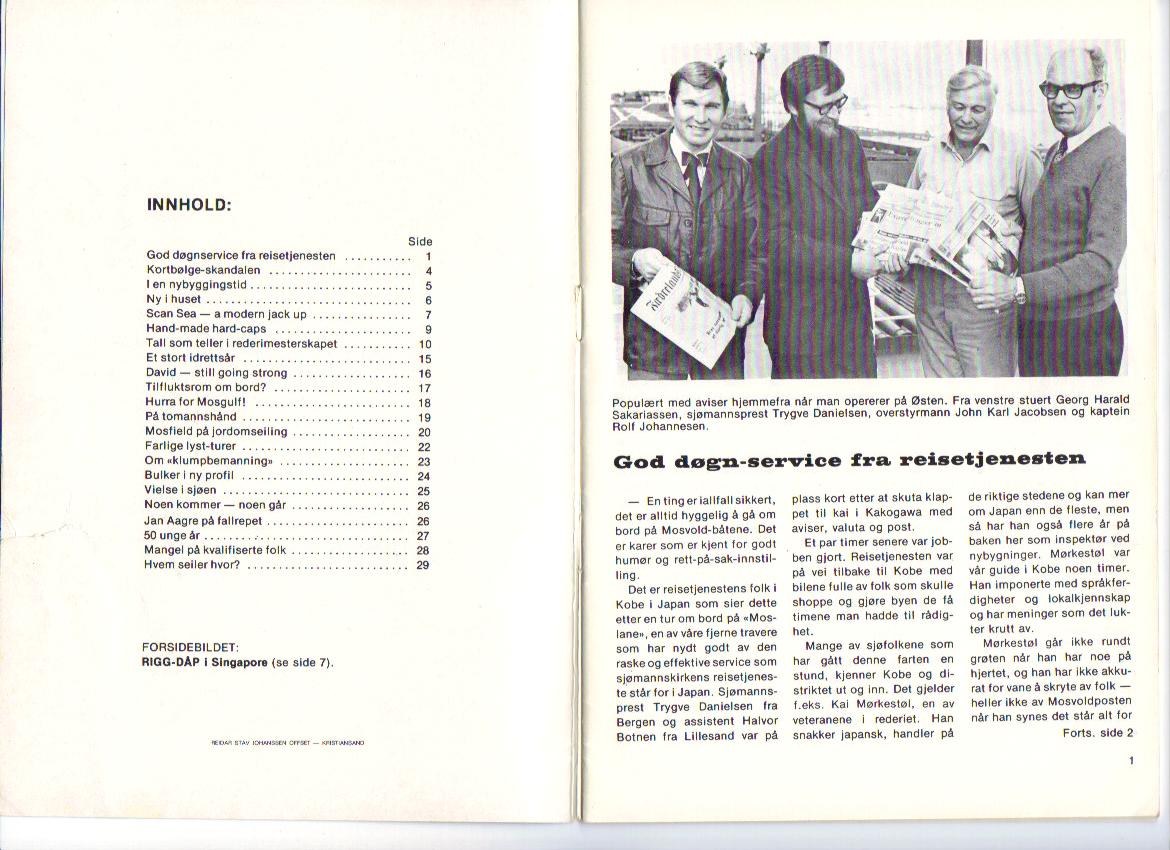 INNHOLD:
Side
God døgnservice fra reisetjenesten ........... 1
Kortbølge-skandalen ....................... 4
I en nybyggingstid .......................... 5
Ny i huset ................................. 6
Scan Sea — a modern jack up ................ 7
Hand-made hard-caps ...................... 9
Tall som teller i rederimesterskapet ........... 10
Et stort idrettsår ........................... 15
David — still going strong .................... 16
Tilfluktsrom om bord? ....................... 17
Hurra for Mosgulf! .......................... 18
På tomannshånd ........................... 19
Mosfield på jordomseiling .................... 20
Farlige lyst-turer ............................ 22
Om «klumpbemanning» ..................... 23
Bulker i ny profil ............................ 24
Vielse i sjøen .............................. 25
Noen kommer — noen går .................... 26
Jan Aagre på fallrepet ........................ 26
50 unge år ................................. 27
Mangel på kvalifiserte folk .................... 28
Hvem seiler hvor? .......................... 29
FORSIDEBILDET:
RIGG-DÅP i Singapore (se side 7).
REIDAR STAV JOHANSSEN OFFSET — KRISTIANSAND
Populært med aviser hjemmefra når man opererer på Østen. Fra venstre stuert Georg Harald
Sakariassen, sjømannsprest Trygve Danielsen, overstyrmann John Karl Jacobsen og kaptein
Rolf Johannesen.
God døgn-service fra reisetjenesten
— En ting er iallfall sikkert,
det er alltid hyggelig å gå om
bord på Mosvold-båtene. Det
er karer som er kjent for godt
humør og rett-på-sak-innstil-
ling.
Det er reisetjenestens folk i
Kobe i Japan som sier dette
etter en tur om bord på «Mos-
lane», en av våre fjerne travere
som har nydt godt av den
raske og effektive service som
sjømannskirkens reisetjenes-
te står for i Japan. Sjømanns-
prest Trygve Danielsen fra
Bergen og assistent Halvor
Botnen fra Lillesand var på
plass kort etter at skuta klap-
pet til kai i Kakogawa med
aviser, valuta og post.
Et par timer senere var job-
ben gjort. Reisetjenesten var
på vei tilbake til Kobe med
bilene fulle av folk som skulle
shoppe og gjøre byen de få
timene man hadde til rådig-
het.
Mange av sjøfolkene som
har gått denne farten en
stund, kjenner Kobe og di-
striktet ut og inn. Det gjelder
f.eks. Kai Mørkestøl, en av
veteranene i rederiet. Han
snakker japansk, handler på
de riktige stedene og kan mer
om Japan enn de fleste, men
så har han også flere år på
baken her som inspektør ved
nybygninger. Mørkestøl var
vår guide i Kobe noen timer.
Han imponerte med språkfer-
digheter og lokalkjennskap
og har meninger som det luk-
ter krutt av.
Mørkestøl går ikke rundt
grøten når han har noe på
hjertet, og han har ikke akku-
rat for vane å skryte av folk —
heller ikke av Mosvoldposten
når han synes det står alt for
Forts. side 2
1